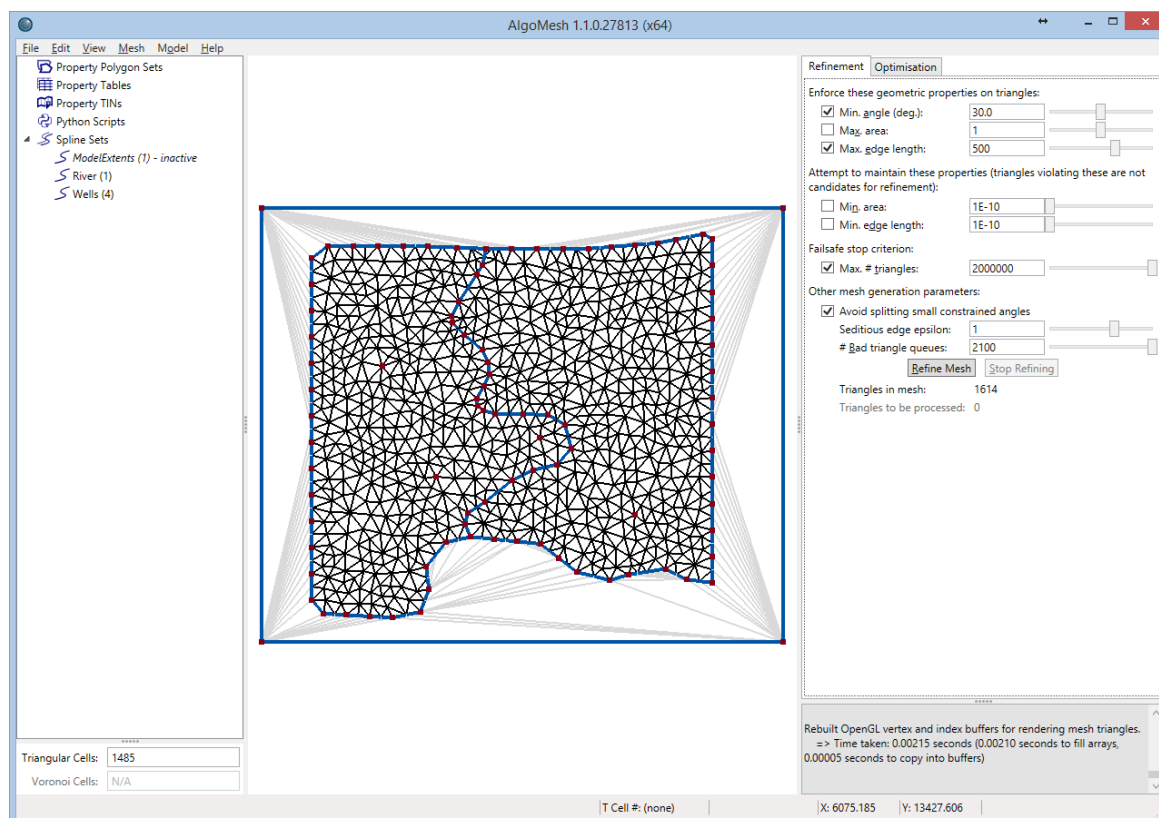 AlgoMesh 1.1.0.27813 (x64)
File Edit View Mesh Model Help
Property Polygon Sets
Property Tables
Property TINs
Python Scripts
Spline Sets
ModelExtents (1) - inactive
River (1)
Wells (4)
Triangular Cells: 1485
Voronoi Cells: N/A
Refinement Optimisation
Enforce these geometric properties on triangles:
Min. angle (deg.): 30.0
Max. area: 1
Max. edge length: 500
Attempt to maintain these properties (triangles violating these are not
candidates for refinement):
Min. area: 1E-10
Min. edge length: 1E-10
Failsafe stop criterion:
Max. # triangles: 2000000
Other mesh generation parameters:
Avoid splitting small constrained angles
Seditious edge epsilon: 1
# Bad triangle queues: 2100
Refine Mesh Stop Refining
Triangles in mesh: 1614
Triangles to be processed: 0
Rebuilt OpenGL vertex and index buffers for rendering mesh triangles.
=> Time taken: 0.00215 seconds (0.00210 seconds to fill arrays,
0.00005 seconds to copy into buffers)
T Cell #: (none) X: 6075.185 Y: 13427.606